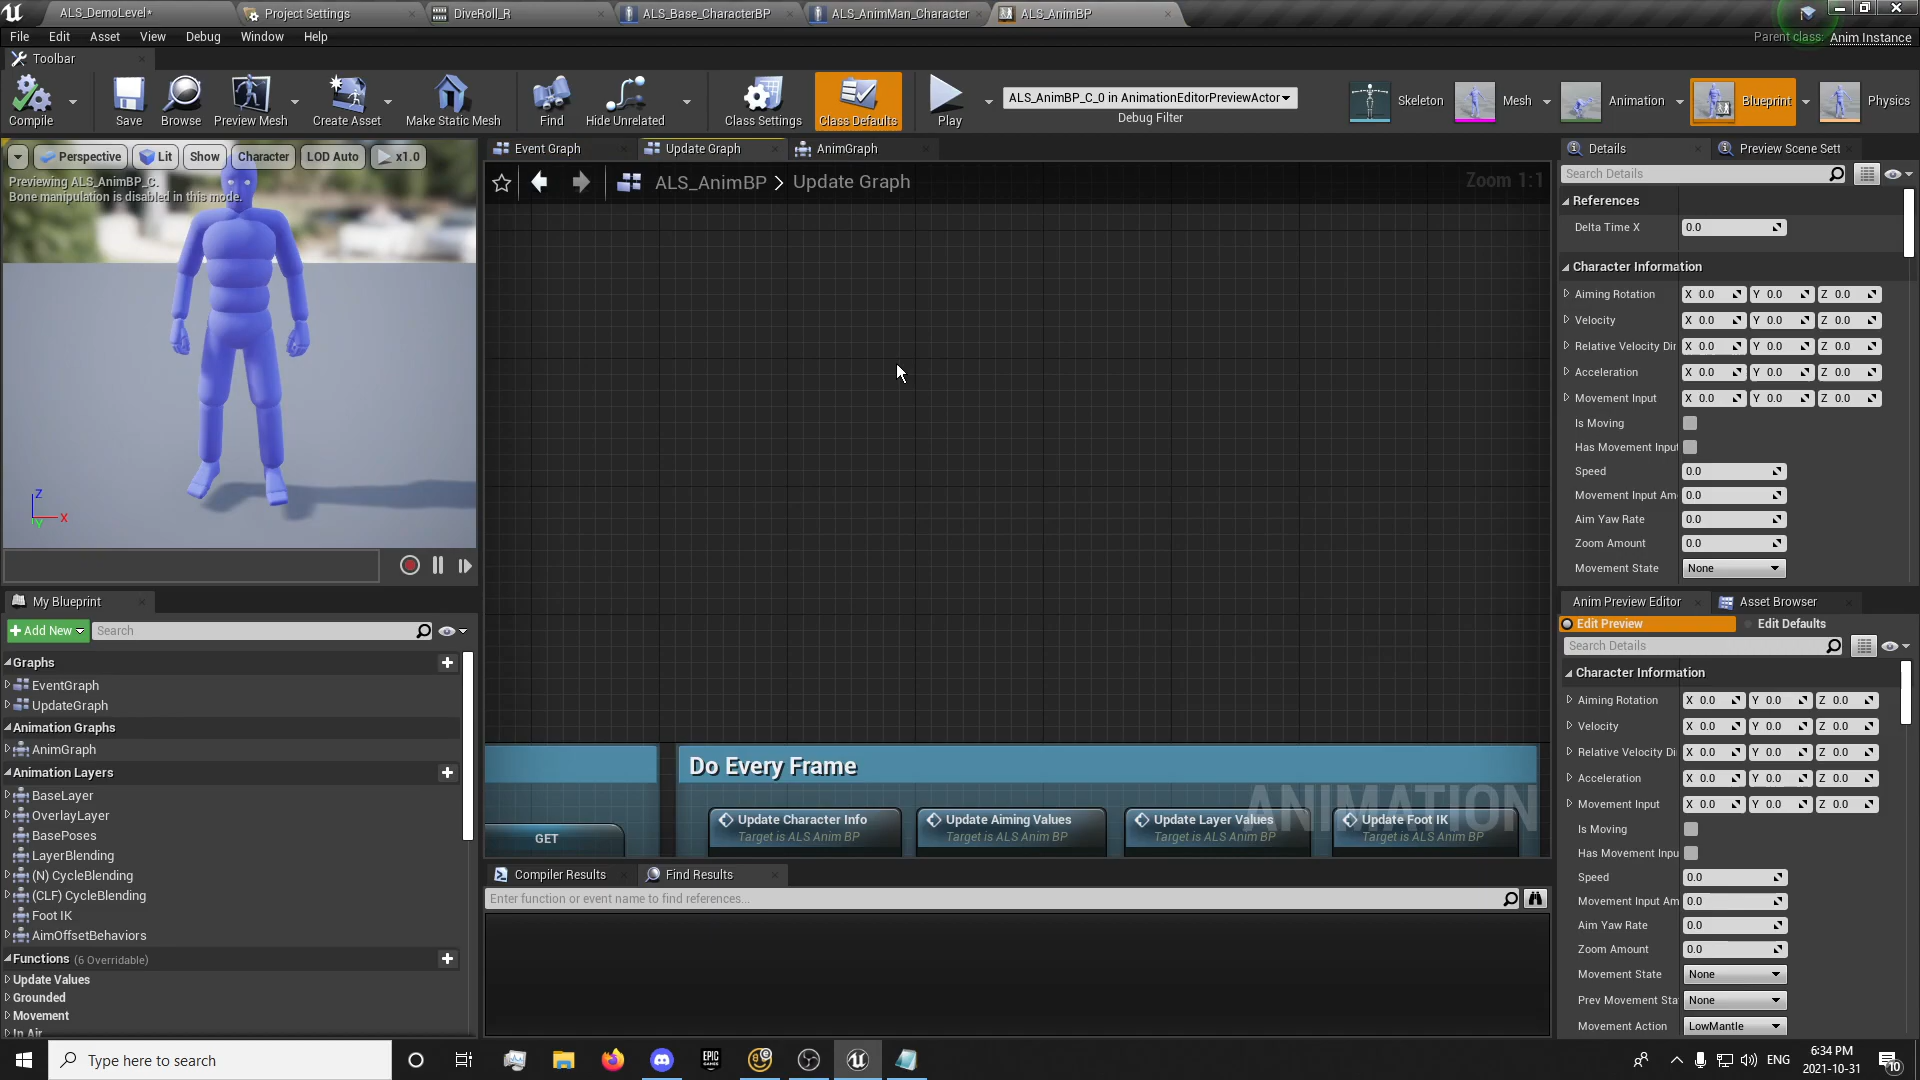 ALS_DemoLevel*
Project Settings
DiveRoll_R
ALS_Base_CharacterBP
ALS_AnimMan_Character
ALS_AnimBP
File Edit Asset View Debug Window Help
Parent class: Anim Instance
Toolbar
Compile
Save
Browse
Preview Mesh
Create Asset
Make Static Mesh
Find
Hide Unrelated
Class Settings
Class Defaults
Play
ALS_AnimBP_C_0 in AnimationEditorPreviewActor
Debug Filter
Skeleton
Mesh
Animation
Blueprint
Physics
Perspective
Lit
Show
Character
LOD Auto
x1.0
Previewing ALS_AnimBP_C.
Bone manipulation is disabled in this mode.
Z
X
Y
Event Graph
Update Graph
AnimGraph
ALS_AnimBP > Update Graph
Zoom 1:1
Do Every Frame
GET
Update Character Info
Target is ALS Anim BP
Update Aiming Values
Target is ALS Anim BP
Update Layer Values
Target is ALS Anim BP
Update Foot IK
Target is ALS Anim BP
ANIMATION
Compiler Results
Find Results
Enter function or event name to find references...
My Blueprint
Add New
Search
Graphs
EventGraph
UpdateGraph
Animation Graphs
AnimGraph
Animation Layers
BaseLayer
OverlayLayer
BasePoses
LayerBlending
(N) CycleBlending
(CLF) CycleBlending
Foot IK
AimOffsetBehaviors
Functions (6 Overridable)
Update Values
Grounded
Movement
In Air
Details
Preview Scene Sett
Search Details
References
Delta Time X 0.0
Character Information
Aiming Rotation X 0.0 Y 0.0 Z 0.0
Velocity X 0.0 Y 0.0 Z 0.0
Relative Velocity Dir X 0.0 Y 0.0 Z 0.0
Acceleration X 0.0 Y 0.0 Z 0.0
Movement Input X 0.0 Y 0.0 Z 0.0
Is Moving
Has Movement Input
Speed 0.0
Movement Input Am 0.0
Aim Yaw Rate 0.0
Zoom Amount 0.0
Movement State None
Anim Preview Editor
Asset Browser
Edit Preview
Edit Defaults
Search Details
Character Information
Aiming Rotation X 0.0 Y 0.0 Z 0.0
Velocity X 0.0 Y 0.0 Z 0.0
Relative Velocity Di X 0.0 Y 0.0 Z 0.0
Acceleration X 0.0 Y 0.0 Z 0.0
Movement Input X 0.0 Y 0.0 Z 0.0
Is Moving
Has Movement Inpu
Speed 0.0
Movement Input Am 0.0
Aim Yaw Rate 0.0
Zoom Amount 0.0
Movement State None
Prev Movement Sta None
Movement Action LowMantle
Type here to search
EPIC
ENG
6:34 PM
2021-10-31
10